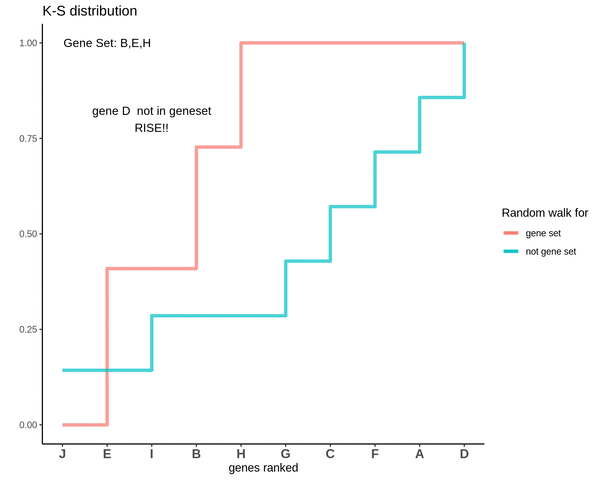 K-S distribution
Gene Set: B,E,H
gene D  not in geneset
RISE!!
1.00
0.75
0.50
0.25
0.00
J E I B H G C F A D
genes ranked
Random walk for
gene set
not gene set